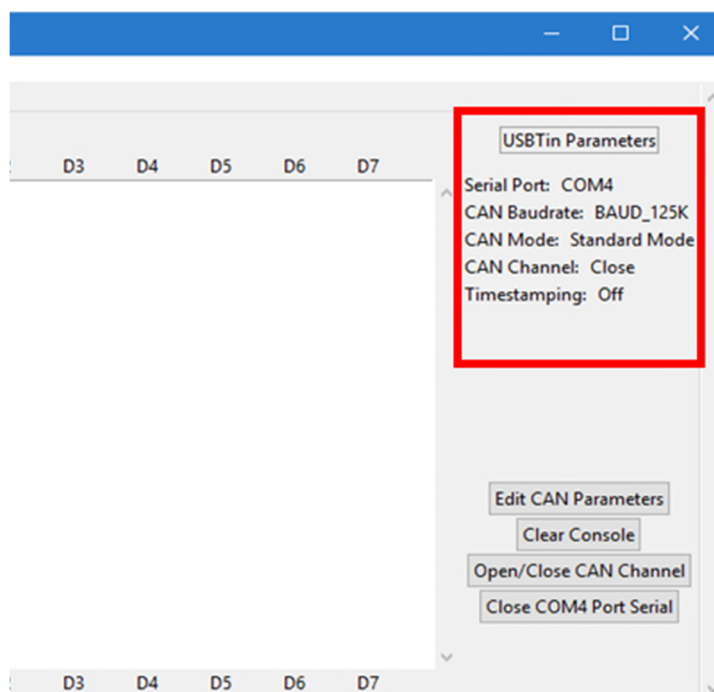 USBTin Parameters
D3 D4 D5 D6 D7
Serial Port: COM4
CAN Baudrate: BAUD_125K
CAN Mode: Standard Mode
CAN Channel: Close
Timestamping: Off
Edit CAN Parameters
Clear Console
Open/Close CAN Channel
Close COM4 Port Serial
D3 D4 D5 D6 D7